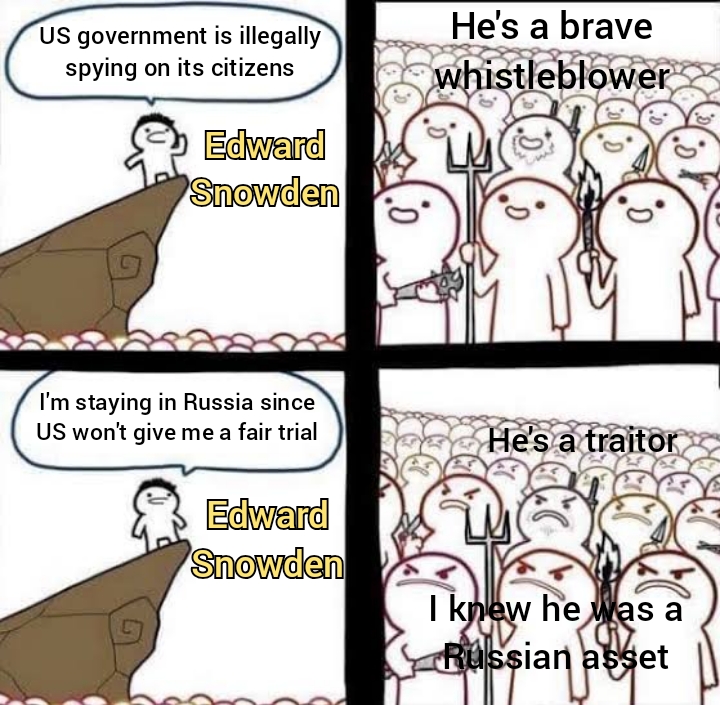 US government is illegally
spying on its citizens
Edward
Snowden
He's a brave
whistleblower
I'm staying in Russia since
US won't give me a fair trial
Edward
Snowden
He's a traitor
I knew he was a
Russian asset